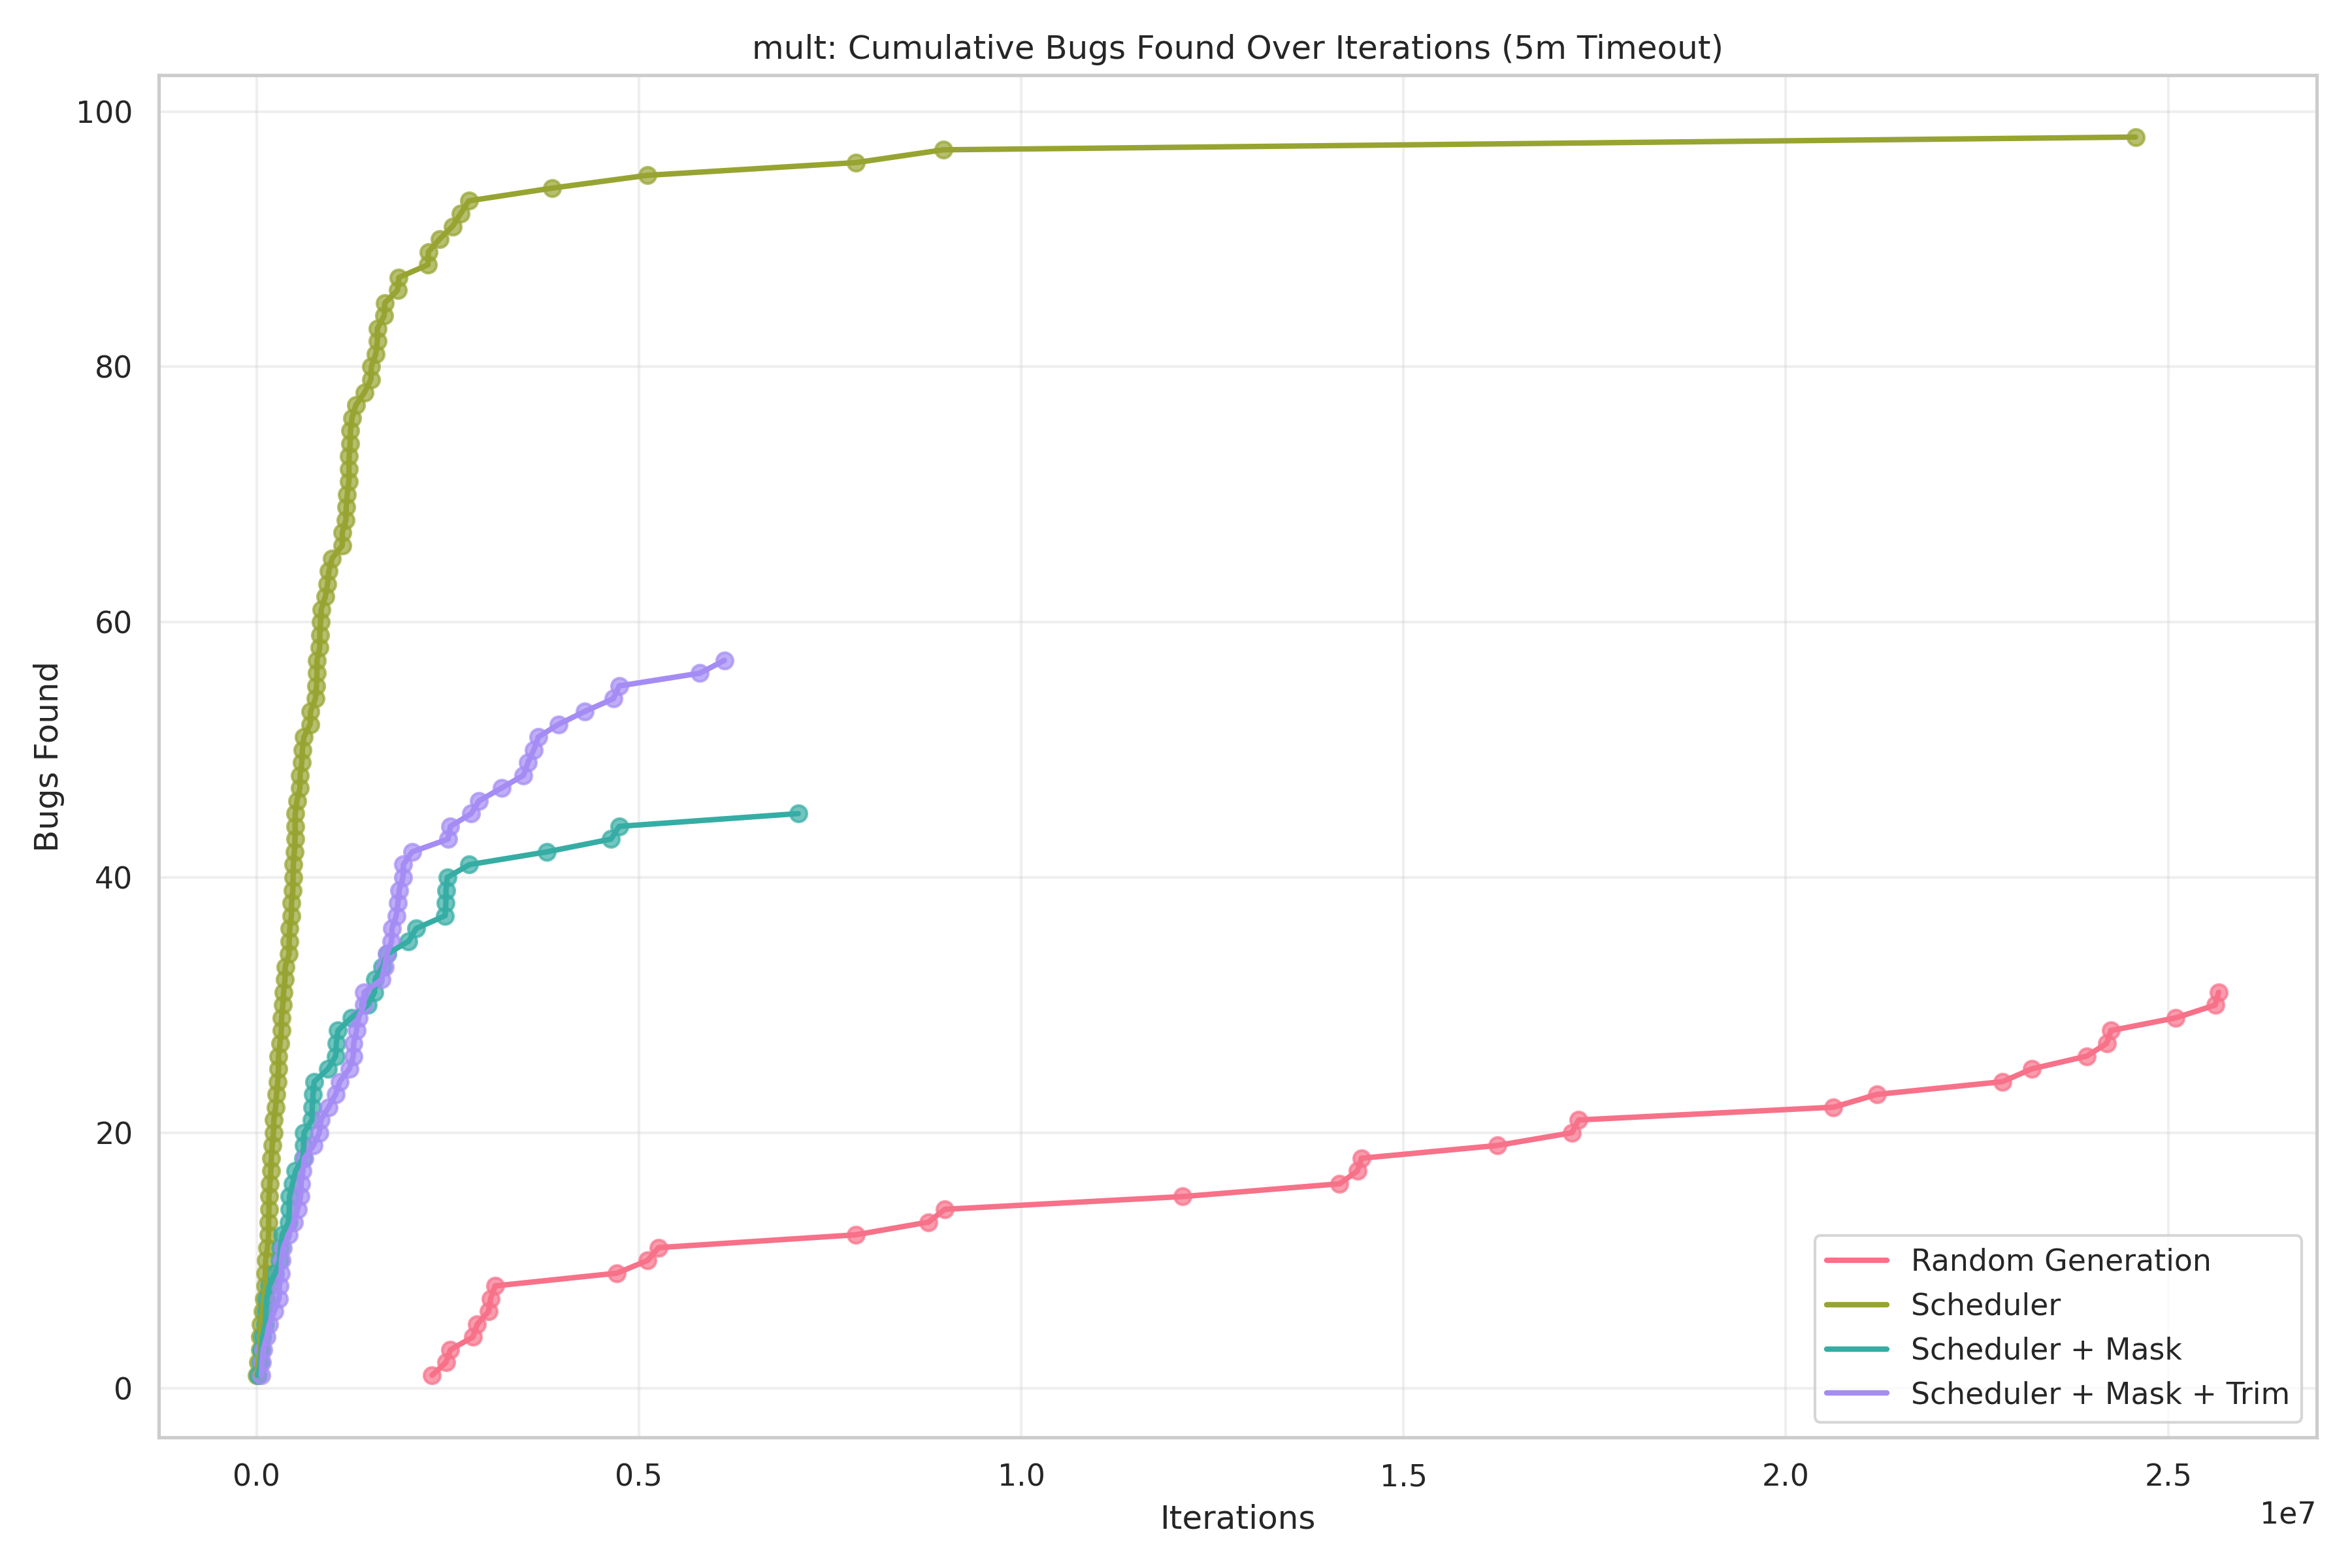 mult: Cumulative Bugs Found Over Iterations (5m Timeout)
100
80
60
40
20
0
Bugs Found
0.0
0.5
1.0
1.5
2.0
2.5
1e7
Iterations
Random Generation
Scheduler
Scheduler + Mask
Scheduler + Mask + Trim